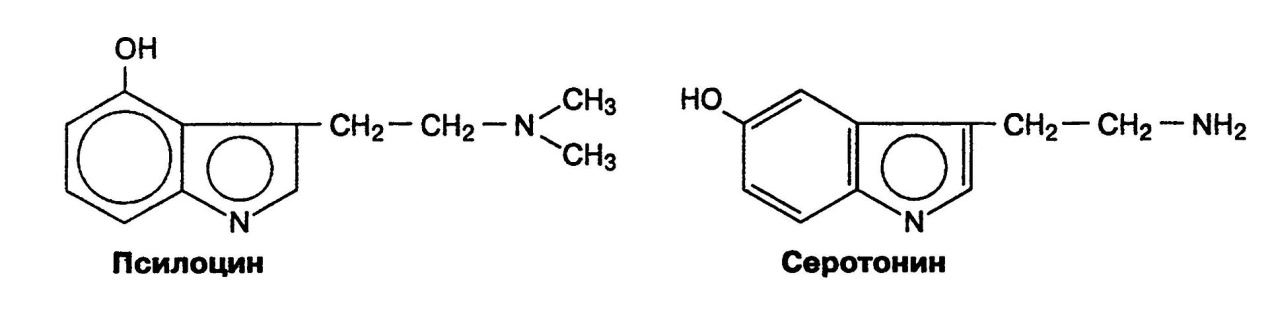 OH
CH₂ – CH₂ – N
CH₃
CH₃
N
Псилоцин
HO
CH₂ – CH₂ – NH₂
N
Серотонин